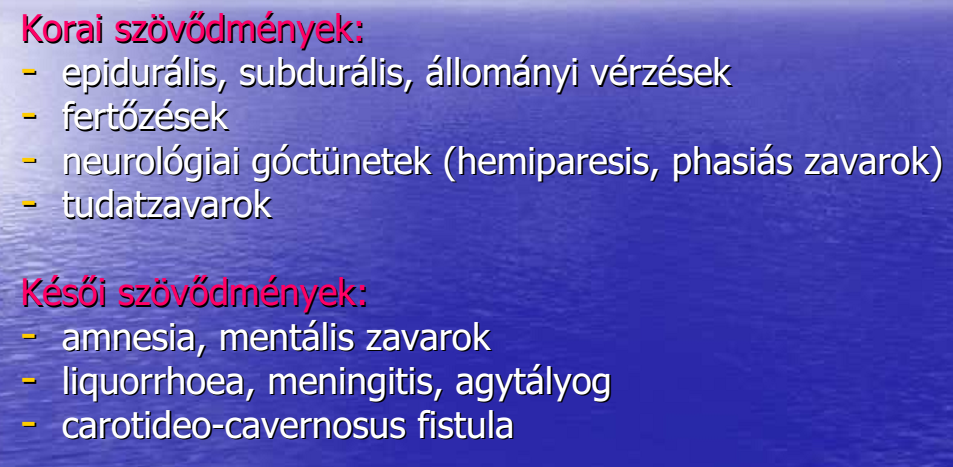 Korai szövődmények:
- epidurális, subdurális, állományi vérzések
- fertőzések
- neurológiai góctünetek (hemiparesis, phasiás zavarok)
- tudatzavarok
Késői szövődmények:
- amnesia, mentális zavarok
- liquorrhoea, meningitis, agytályog
- carotideo-cavernosus fistula